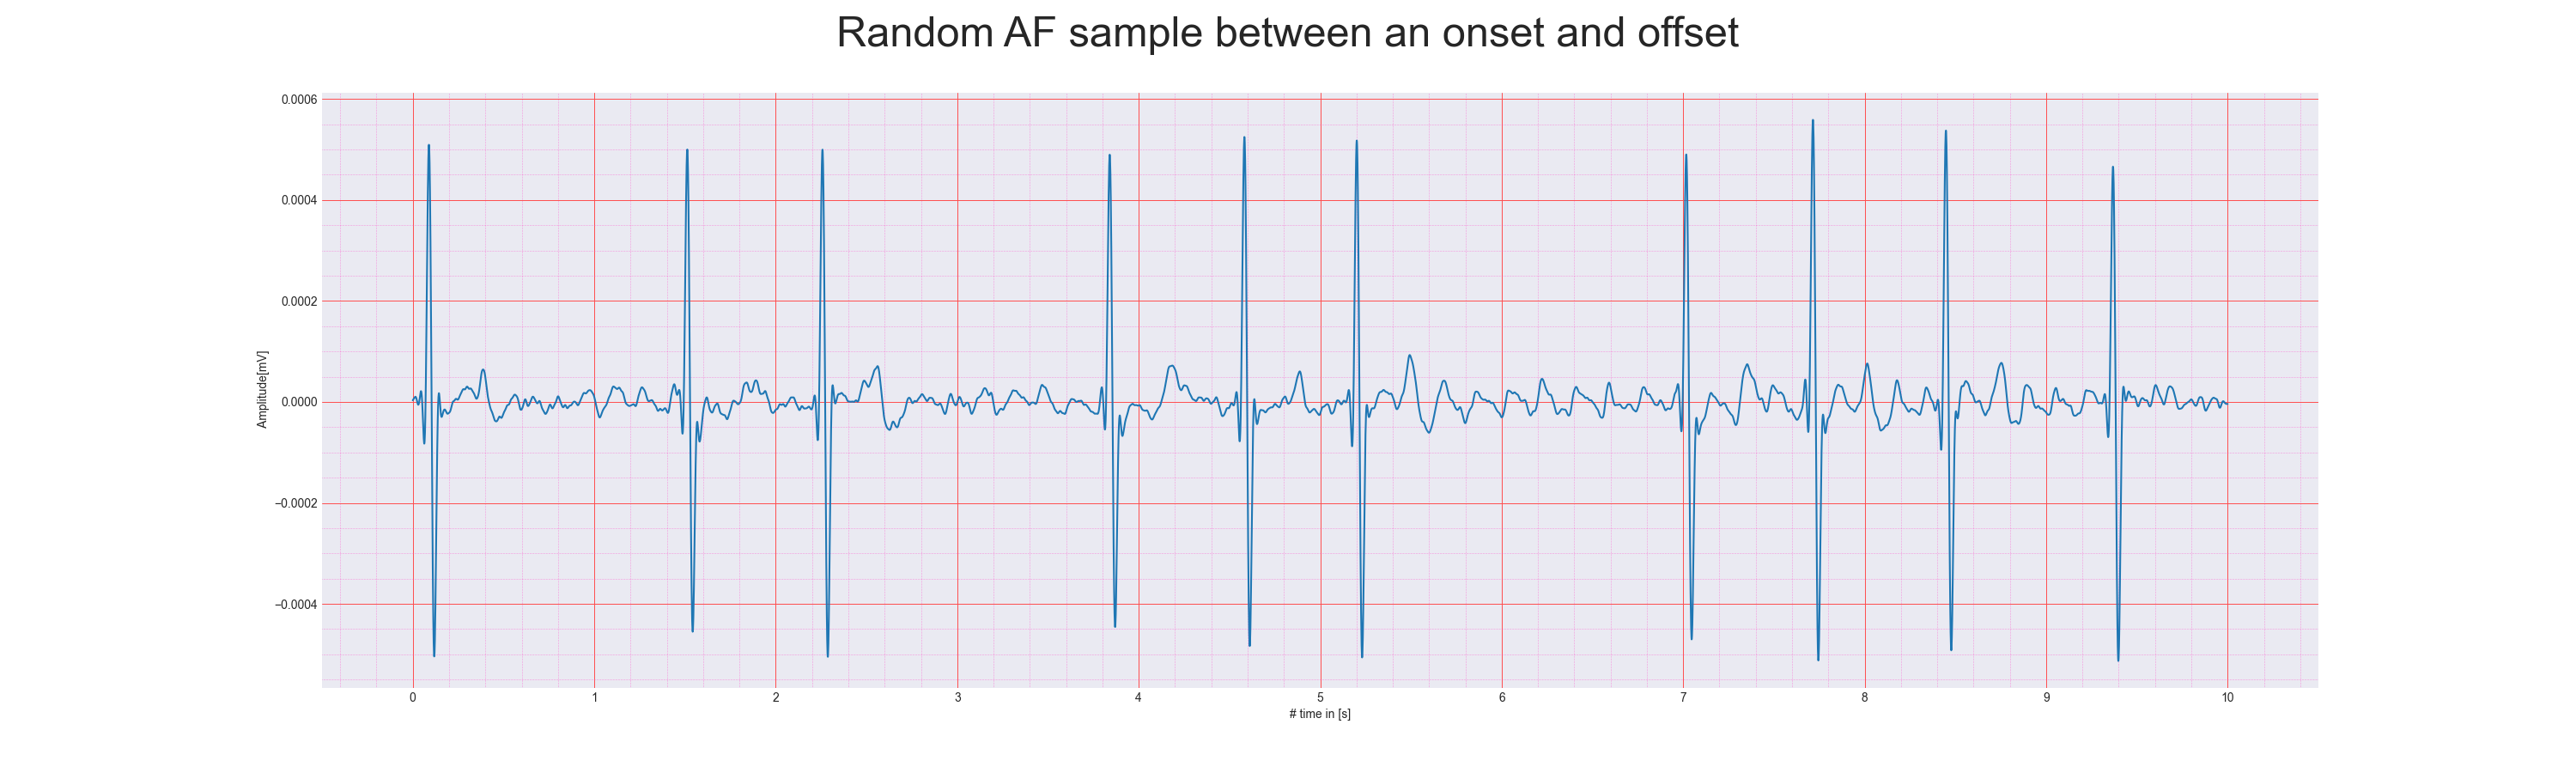 Random AF sample between an onset and offset
0.0006
0.0004
0.0002
0.0000
−0.0002
−0.0004
Amplitude[mV]
0 1 2 3 4 5 6 7 8 9 10
# time in [s]